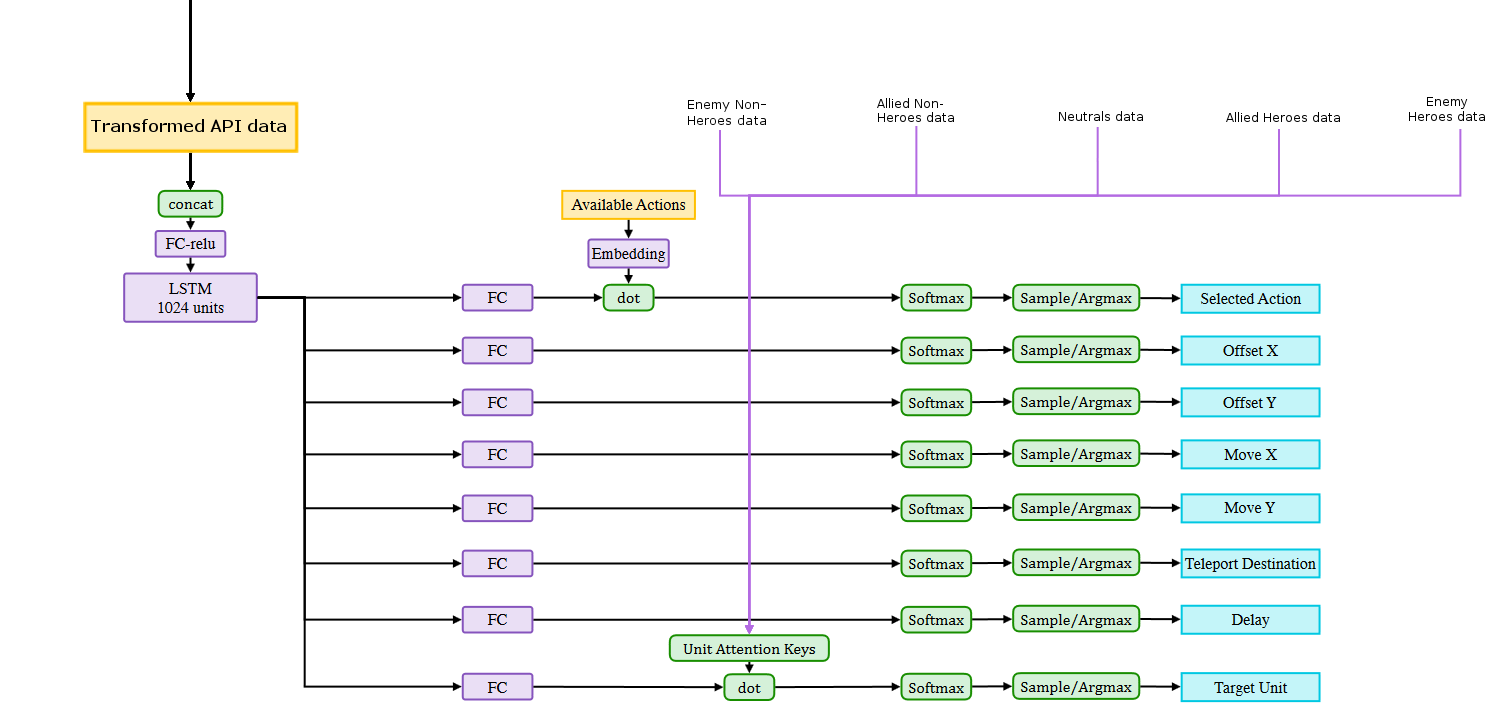 Enemy Non-
Heroes data
Allied Non-
Heroes data
Neutrals data
Allied Heroes data
Enemy
Heroes data
Transformed API data
concat
FC-relu
LSTM
1024 units
Available Actions
Embedding
FC
dot
Softmax
Sample/Argmax
Selected Action
FC
Softmax
Sample/Argmax
Offset X
FC
Softmax
Sample/Argmax
Offset Y
FC
Softmax
Sample/Argmax
Move X
FC
Softmax
Sample/Argmax
Move Y
FC
Softmax
Sample/Argmax
Teleport Destination
FC
Softmax
Sample/Argmax
Delay
Unit Attention Keys
FC
dot
Softmax
Sample/Argmax
Target Unit